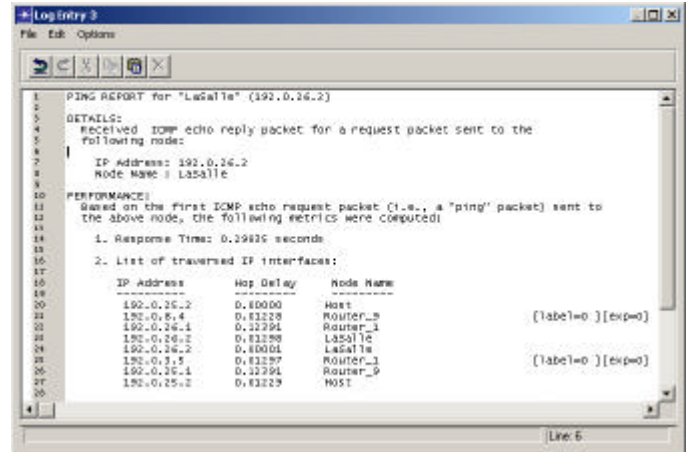 Log Entry 3
File Edit Options
1 PING REPORT for "LaSalle" (192.0.26.2)
2
3 DETAILS:
4 Received ICMP echo reply packet for a request packet sent to the
5 following node:
6
7 IP Address: 192.0.26.2
8 Node Name : LaSalle
9
10 PERFORMANCE:
11 Based on the first ICMP echo request packet (i.e., a "ping" packet) sent to
12 the above node, the following metrics were computed:
13
14 1. Response Time: 0.29835 seconds
15
16 2. List of traversed IP interfaces:
17
18 IP Address Hop Delay Node Name
19 ---------- --------- ---------
20 192.0.25.2 0.00000 Host
21 192.0.8.4 0.01228 Router_9 [label=0 ][exp=0]
22 192.0.26.1 0.12391 Router_1
23 192.0.26.2 0.01298 LaSalle
24 192.0.26.2 0.00001 LaSalle
25 192.0.3.5 0.01297 Router_1 [label=0 ][exp=0]
26 192.0.25.1 0.12391 Router_9
27 192.0.25.2 0.01229 Host
28
Line: 6